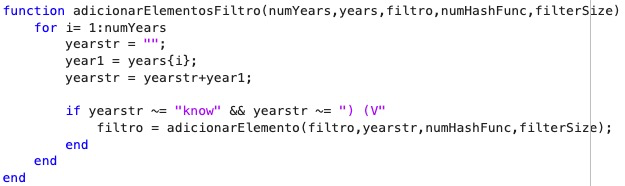 function adicionarElementosFiltro(numYears,years,filtro,numHashFunc,filterSize)
    for i= 1:numYears
        yearstr = "";
        year1 = years{i};
        yearstr = yearstr+year1;

        if yearstr ~= "know" && yearstr ~= ") (V"
            filtro = adicionarElemento(filtro,yearstr,numHashFunc,filterSize);
        end
    end
end